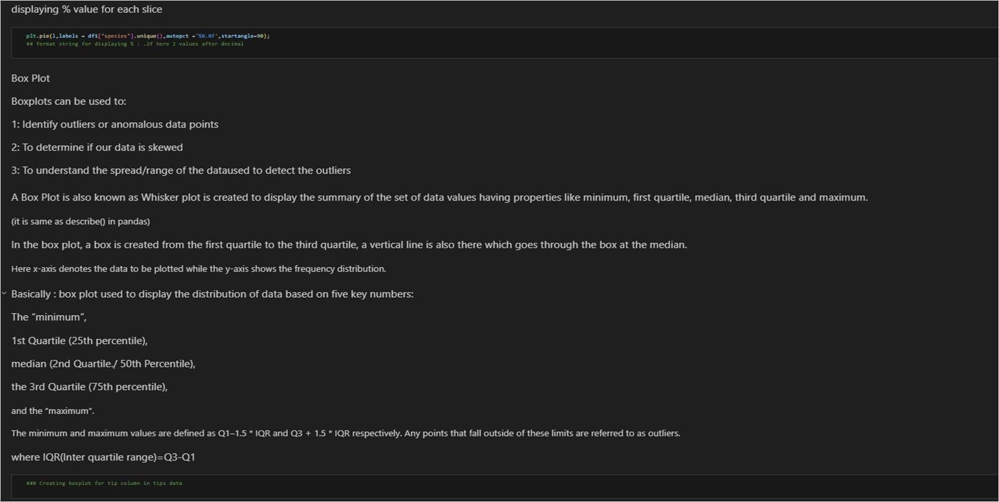 displaying % value for each slice
plt.pie(l,labels = df1["species"].unique(),autopct ='%0.0f',startangle=90);
## format string for displaying % : .2f here 2 values after decimal
Box Plot
Boxplots can be used to:
1: Identify outliers or anomalous data points
2: To determine if our data is skewed
3: To understand the spread/range of the dataused to detect the outliers
A Box Plot is also known as Whisker plot is created to display the summary of the set of data values having properties like minimum, first quartile, median, third quartile and maximum.
(it is same as describe() in pandas)
In the box plot, a box is created from the first quartile to the third quartile, a vertical line is also there which goes through the box at the median.
Here x-axis denotes the data to be plotted while the y-axis shows the frequency distribution.
Basically : box plot used to display the distribution of data based on five key numbers:
The “minimum”,
1st Quartile (25th percentile),
median (2nd Quartile./ 50th Percentile),
the 3rd Quartile (75th percentile),
and the “maximum”.
The minimum and maximum values are defined as Q1–1.5 * IQR and Q3 + 1.5 * IQR respectively. Any points that fall outside of these limits are referred to as outliers.
where IQR(Inter quartile range)=Q3-Q1
### Creating boxplot for tip column in tips data